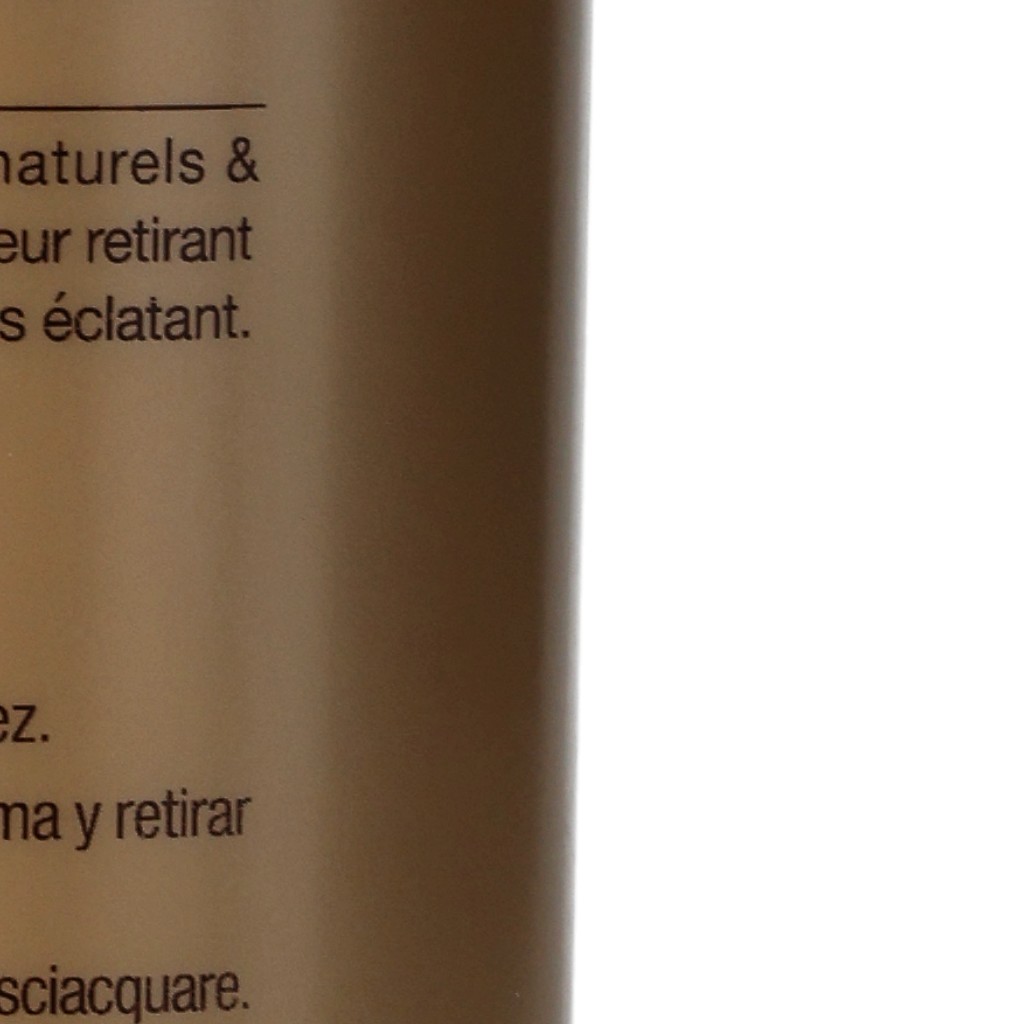 naturels &
eur retirant
s éclatant.
ez.
ma y retirar
sciacquare.